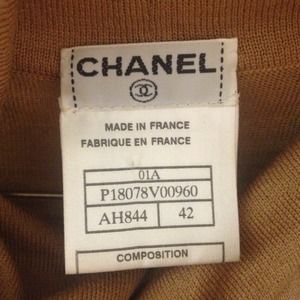 CHANEL
MADE IN FRANCE
FABRIQUE EN FRANCE
01A
P18078V00960
AH844 42
COMPOSITION